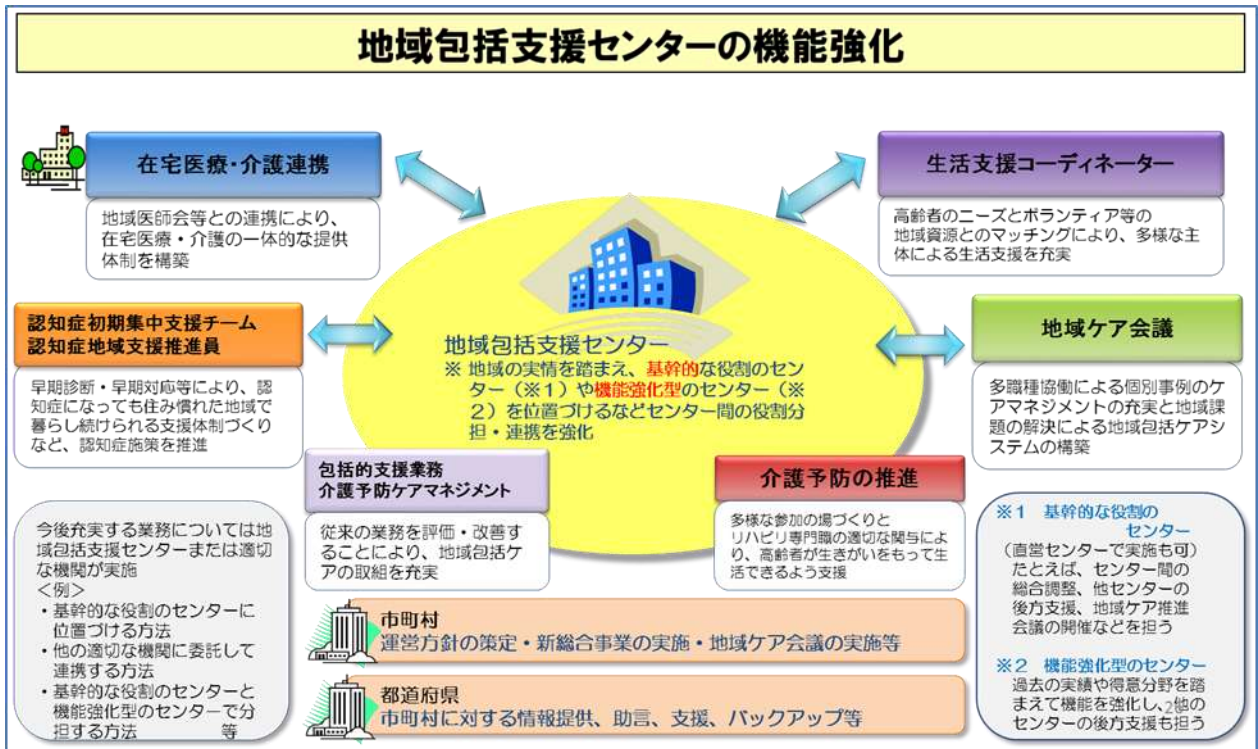 地域包括支援センターの機能強化
在宅医療・介護連携
地域医師会等との連携により、
在宅医療・介護の一体的な提供
体制を構築
生活支援コーディネーター
高齢者のニーズとボランティア等の
地域資源とのマッチングにより、多様な主
体による生活支援を充実
認知症初期集中支援チーム
認知症地域支援推進員
早期診断・早期対応等により、認
知症になっても住み慣れた地域で
暮らし続けられる支援体制づくり
など、認知症施策を推進
地域包括支援センター
※ 地域の実情を踏まえ、基幹的な役割のセン
ター（※１）や機能強化型のセンター（※
２）を位置づけるなどセンター間の役割分
担・連携を強化
地域ケア会議
多職種協働による個別事例のケ
アマネジメントの充実と地域課
題の解決による地域包括ケアシ
ステムの構築
包括的支援業務
介護予防ケアマネジメント
従来の業務を評価・改善す
ることにより、地域包括ケ
アの取組を充実
介護予防の推進
多様な参加の場づくりと
リハビリ専門職の適切な関与によ
り、高齢者が生きがいをもって生
活できるよう支援
今後充実する業務については地
域包括支援センターまたは適切
な機関が実施
＜例＞
・基幹的な役割のセンターに
位置づける方法
・他の適切な機関に委託して
連携する方法
・基幹的な役割のセンターと
機能強化型のセンターで分
担する方法 等
※１ 基幹的な役割の
センター
（直営センターで実施も可）
たとえば、センター間の
総合調整、他センターの
後方支援、地域ケア推進
会議の開催などを担う
※２ 機能強化型のセンター
過去の実績や得意分野を踏
まえて機能を強化し、他の
センターの後方支援も担う
市町村
運営方針の策定・新総合事業の実施・地域ケア会議の実施等
都道府県
市町村に対する情報提供、助言、支援、バックアップ等